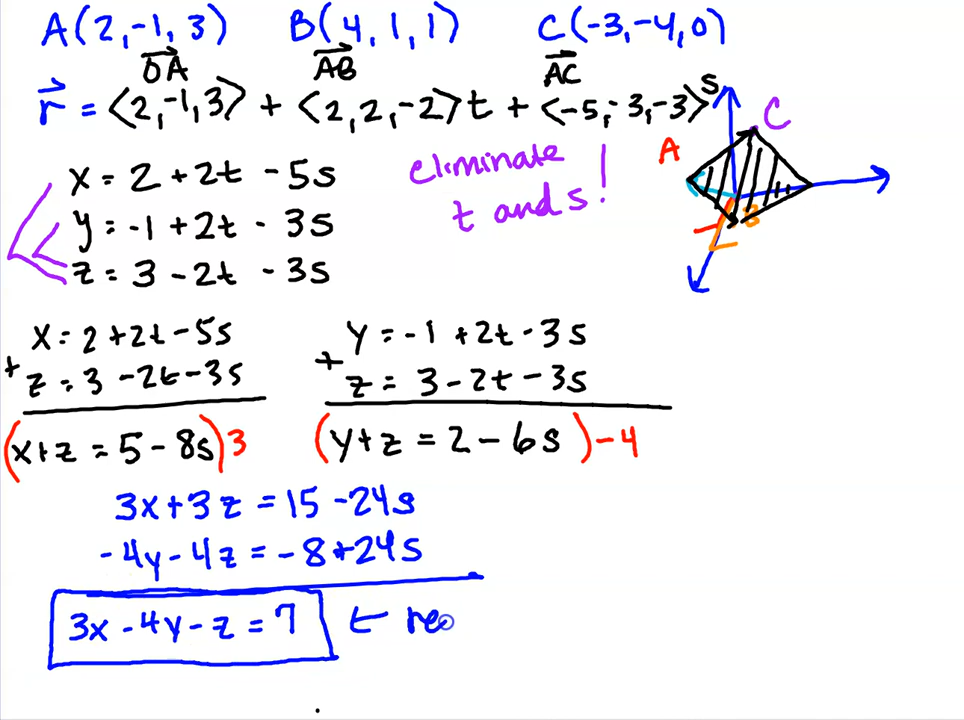 A(2,-1,3) B(4,1,1) C(-3,-4,0)
OA AB AC
r = <2,-1,3> + <2,2,-2>t + <-5,-3,-3>s
C
A
B
eliminate
t and s!
x = 2 + 2t - 5s
y = -1 + 2t - 3s
z = 3 - 2t - 3s
x = 2 + 2t - 5s
+ z = 3 - 2t - 3s
(x+z = 5 - 8s)3
y = -1 + 2t - 3s
+ z = 3 - 2t - 3s
(y+z = 2 - 6s)-4
3x+3z = 15 - 24s
-4y - 4z = -8 + 24s
3x - 4y - z = 7 ← rec